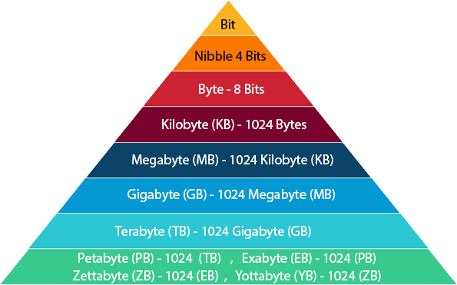 Bit
Nibble 4 Bits
Byte - 8 Bits
Kilobyte (KB) - 1024 Bytes
Megabyte (MB) - 1024 Kilobyte (KB)
Gigabyte (GB) - 1024 Megabyte (MB)
Terabyte (TB) - 1024 Gigabyte (GB)
Petabyte (PB) - 1024 (TB) , Exabyte (EB) - 1024 (PB)
Zettabyte (ZB) - 1024 (EB) , Yottabyte (YB) - 1024 (ZB)